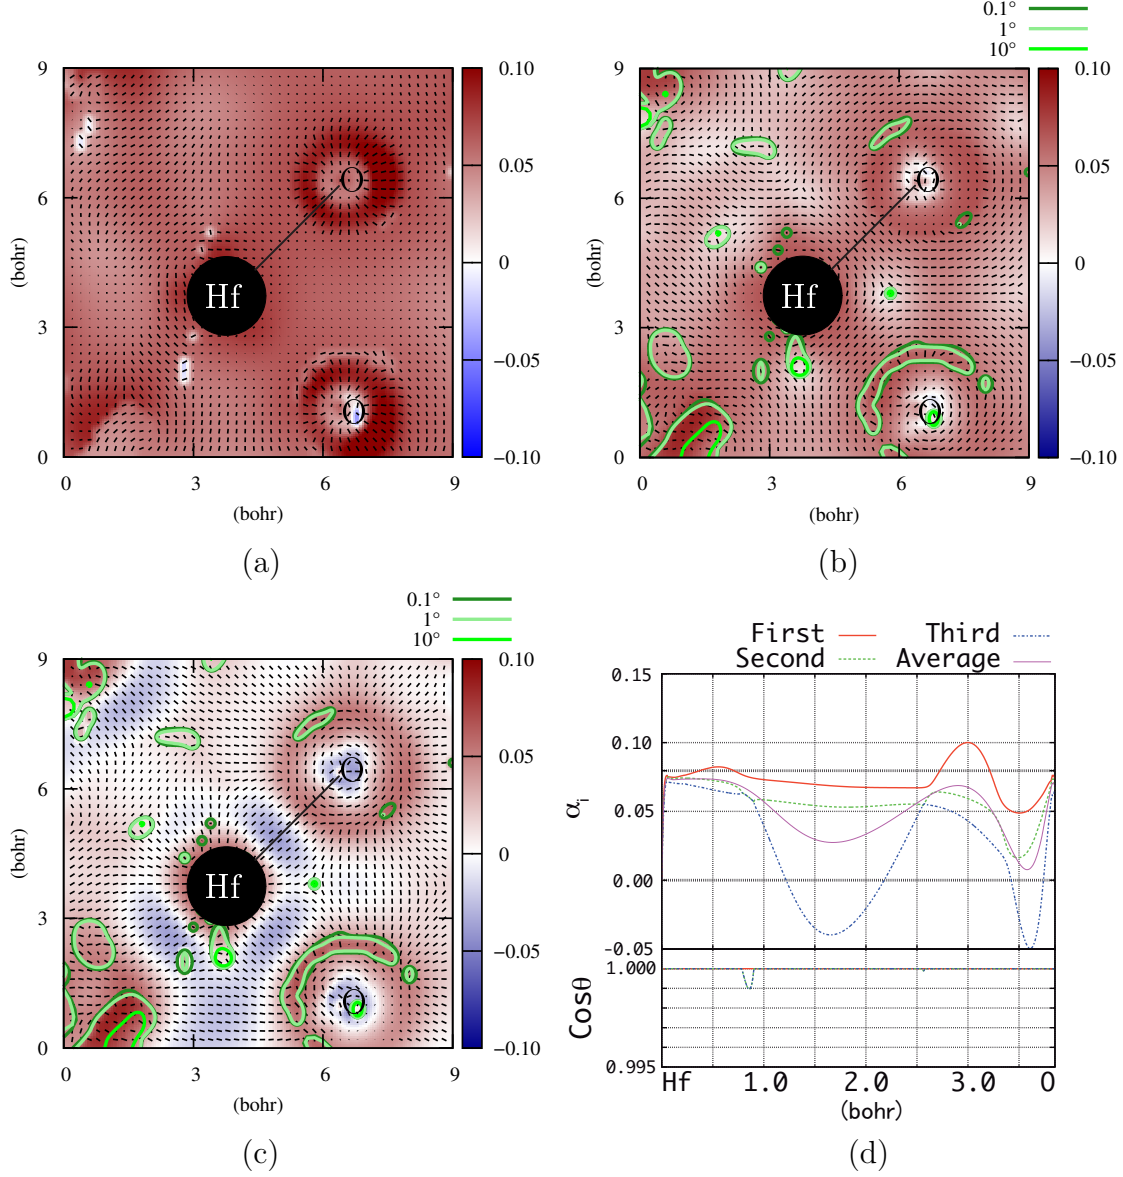 0.1°
1°
10°
9
6
3
0
0 3 6 9
(bohr)
(bohr)
0.10
0.05
0
−0.05
−0.10
O
Hf
O
(a)
9
6
3
0
0 3 6 9
(bohr)
(bohr)
0.10
0.05
0
−0.05
−0.10
O
Hf
O
(b)
0.1°
1°
10°
9
6
3
0
0 3 6 9
(bohr)
(bohr)
0.10
0.05
0
−0.05
−0.10
O
Hf
O
(c)
First Third
Second Average
0.15
0.10
0.05
0.00
-0.05
αi
1.000
0.995
Cosθ
Hf 1.0 2.0 3.0 O
(bohr)
(d)